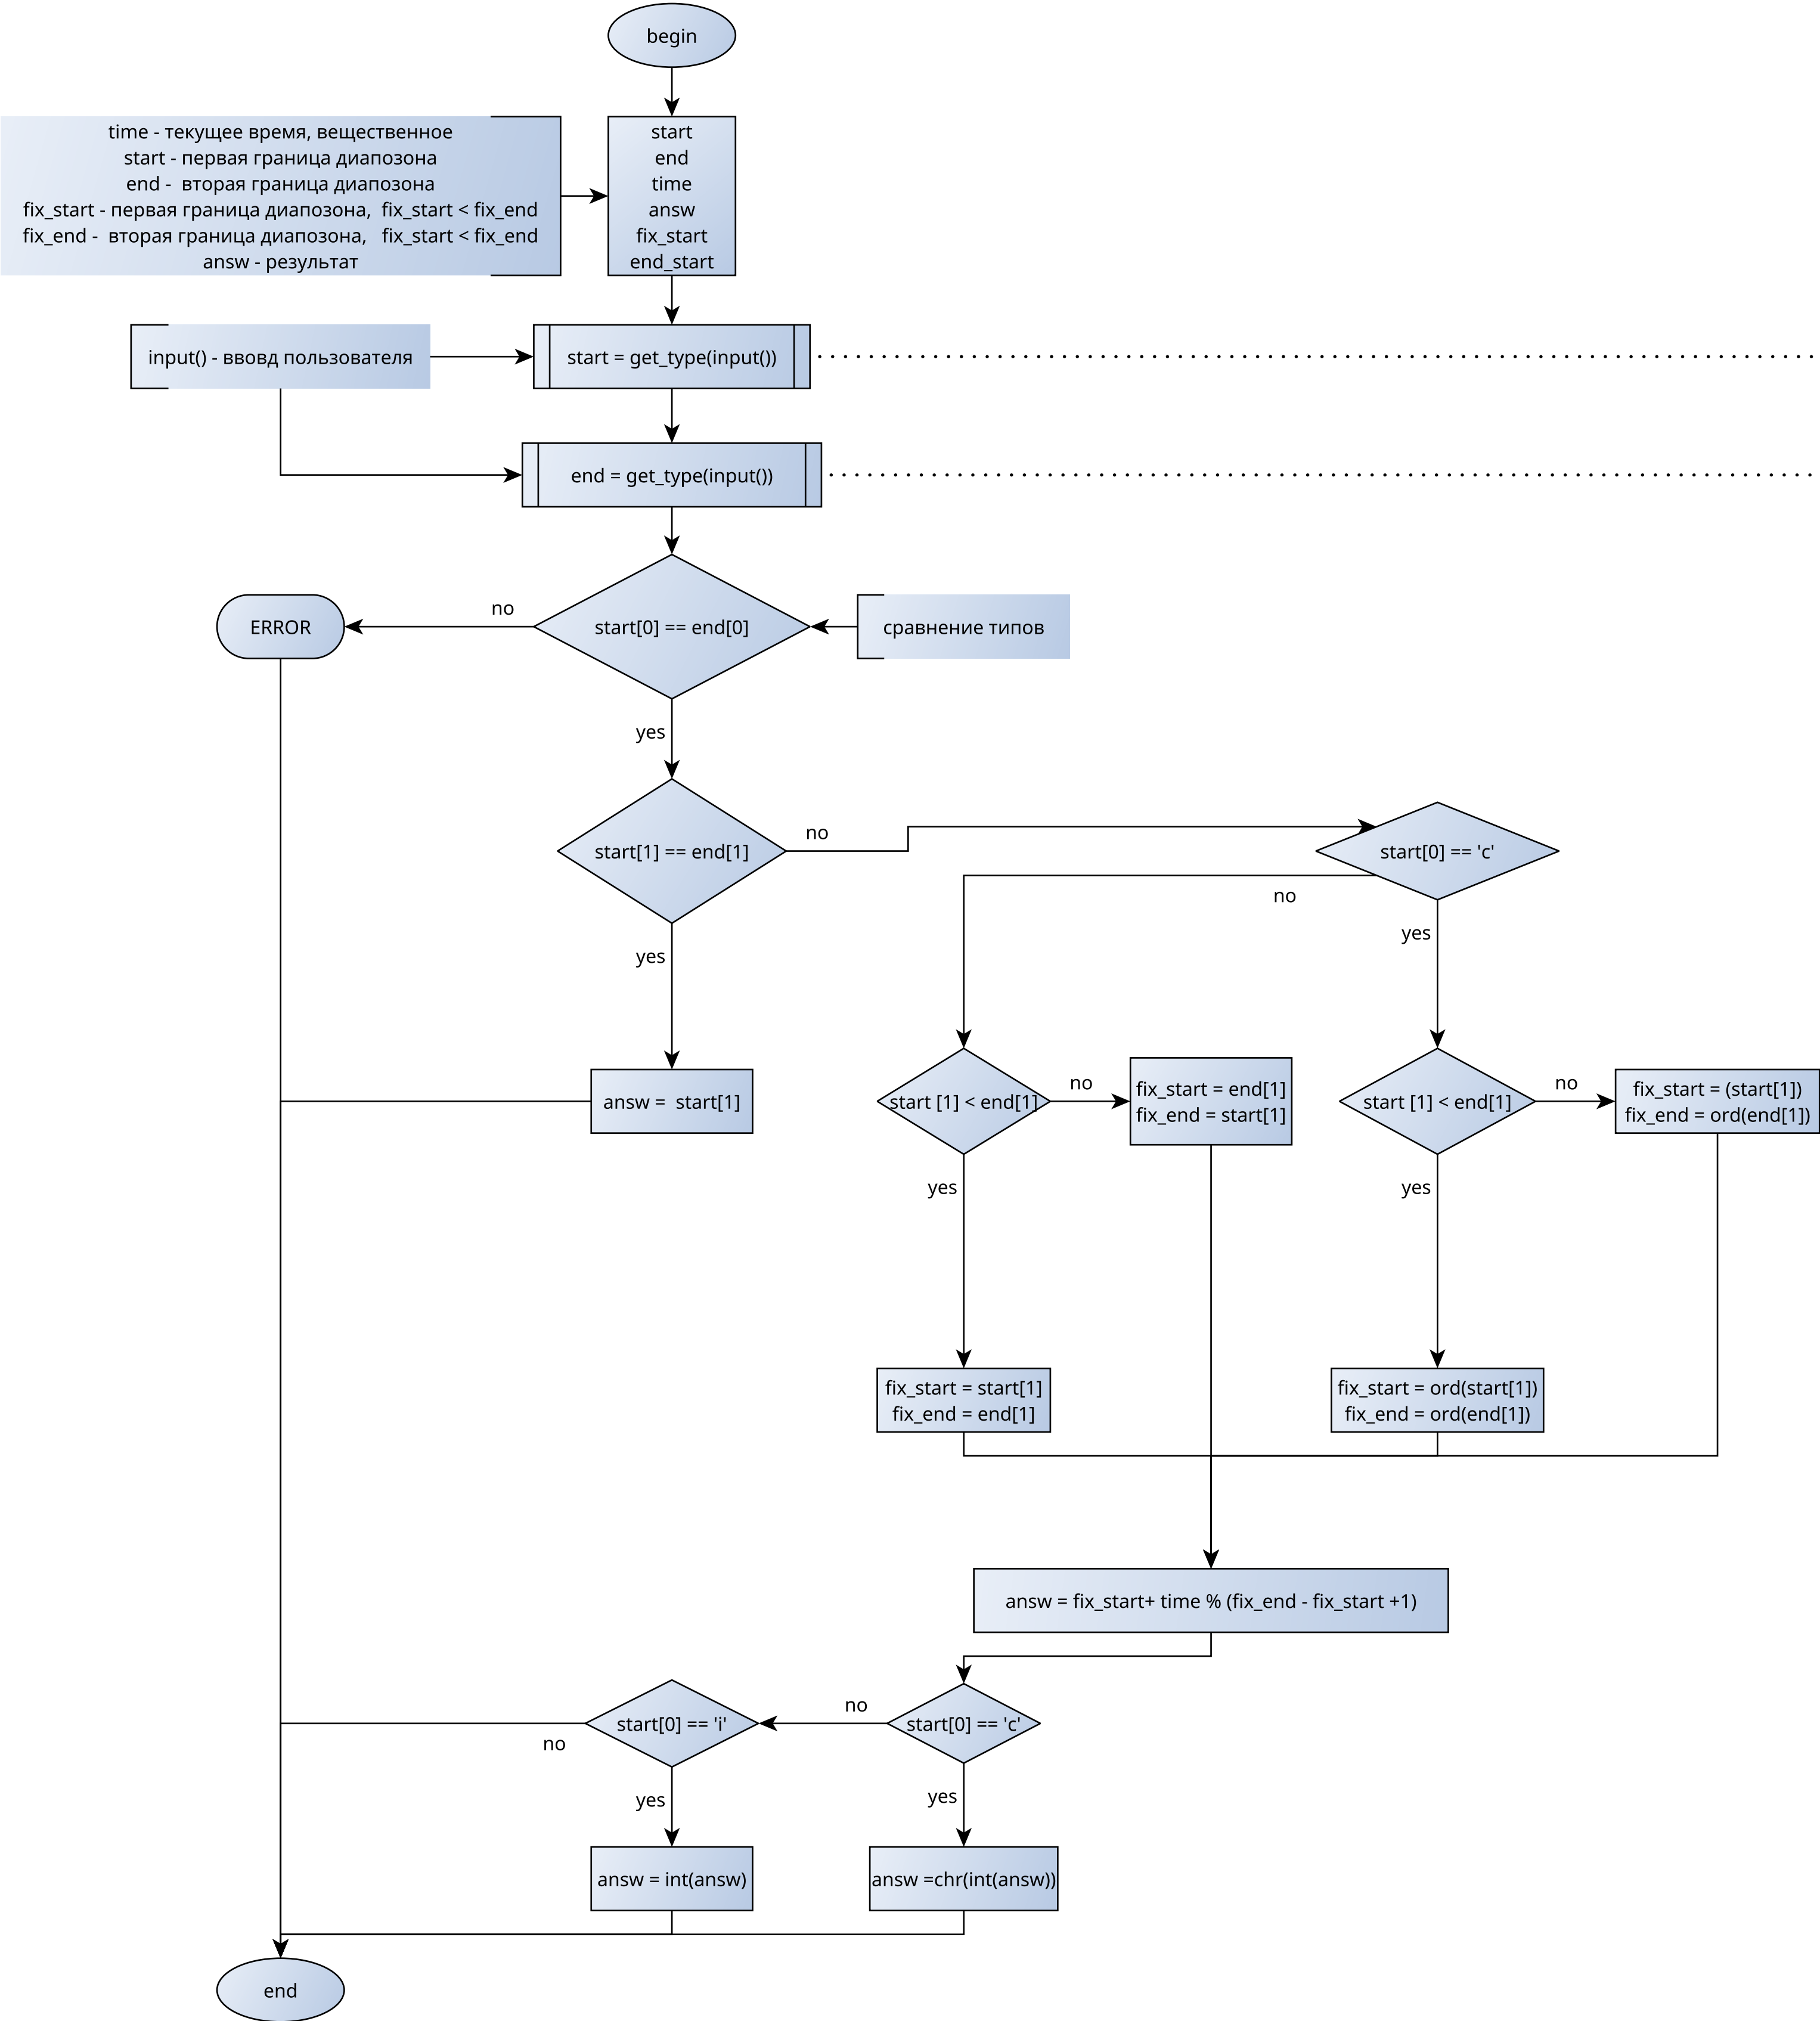 begin
time - текущее время, вещественное
start - первая граница диапозона
end -  вторая граница диапозона
fix_start - первая граница диапозона,  fix_start < fix_end
fix_end -  вторая граница диапозона,   fix_start < fix_end
answ - результат
start
end
time
answ
fix_start
end_start
input() - ввовд пользователя
start = get_type(input())
end = get_type(input())
ERROR
no
start[0] == end[0]
сравнение типов
yes
start[1] == end[1]
no
start[0] == 'c'
no
yes
yes
answ =  start[1]
start [1] < end[1]
no
fix_start = end[1]
fix_end = start[1]
start [1] < end[1]
no
fix_start = (start[1])
fix_end = ord(end[1])
yes
yes
fix_start = start[1]
fix_end = end[1]
fix_start = ord(start[1])
fix_end = ord(end[1])
answ = fix_start+ time % (fix_end - fix_start +1)
start[0] == 'i'
no
start[0] == 'c'
no
yes
yes
answ = int(answ)
answ =chr(int(answ))
end